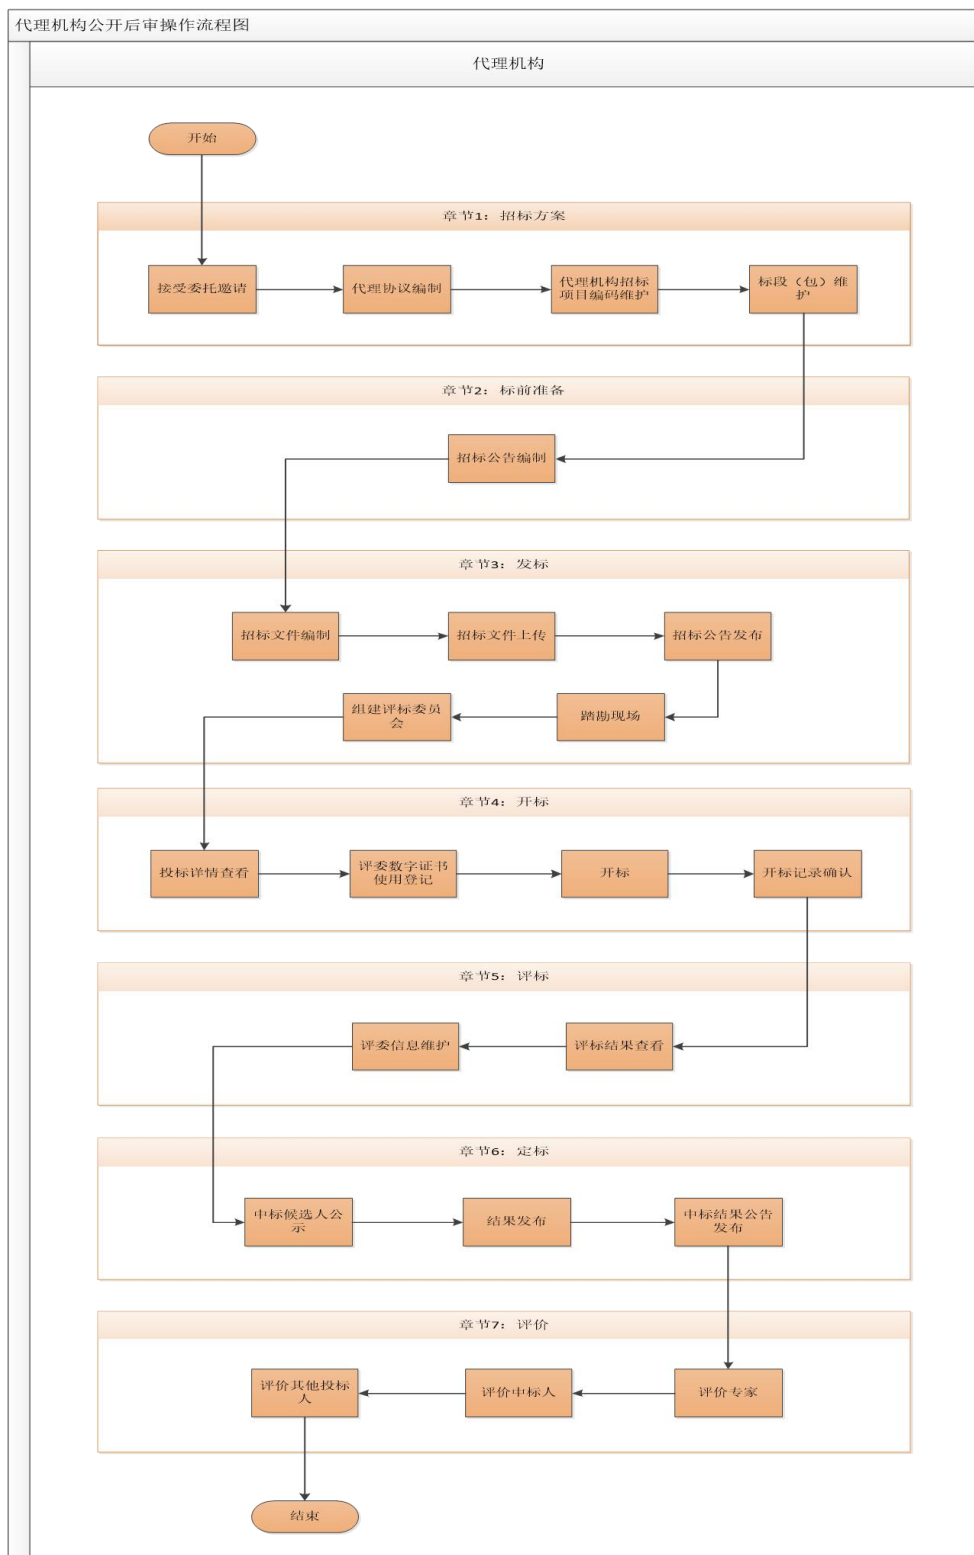 代理机构公开后审操作流程图
代理机构
开始
章节1：招标方案
接受委托邀请
代理协议编制
代理机构招标
项目编码维护
标段（包）维
护
章节2：标前准备
招标公告编制
章节3：发标
招标文件编制
招标文件上传
招标公告发布
组建评标委员
会
踏勘现场
章节4：开标
投标详情查看
评委数字证书
使用登记
开标
开标记录确认
章节5：评标
评委信息维护
评标结果查看
章节6：定标
中标候选人公
示
结果发布
中标结果公告
发布
章节7：评价
评价其他投标
人
评价中标人
评价专家
结束